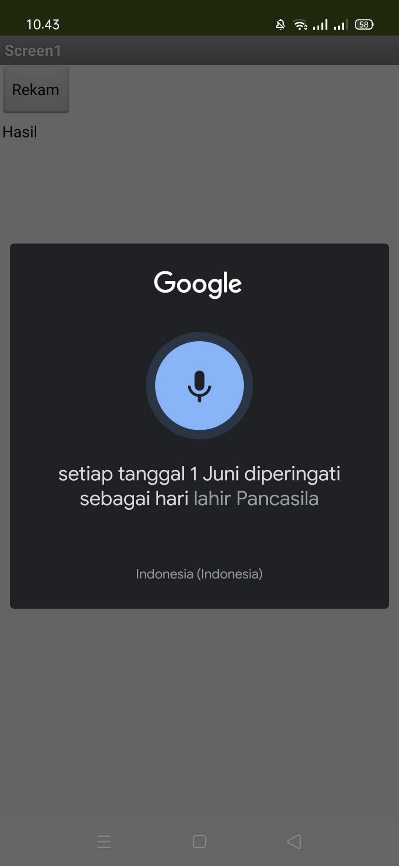 10.43
58
Screen1
Rekam
Hasil
Google
setiap tanggal 1 Juni diperingati
sebagai hari lahir Pancasila
Indonesia (Indonesia)